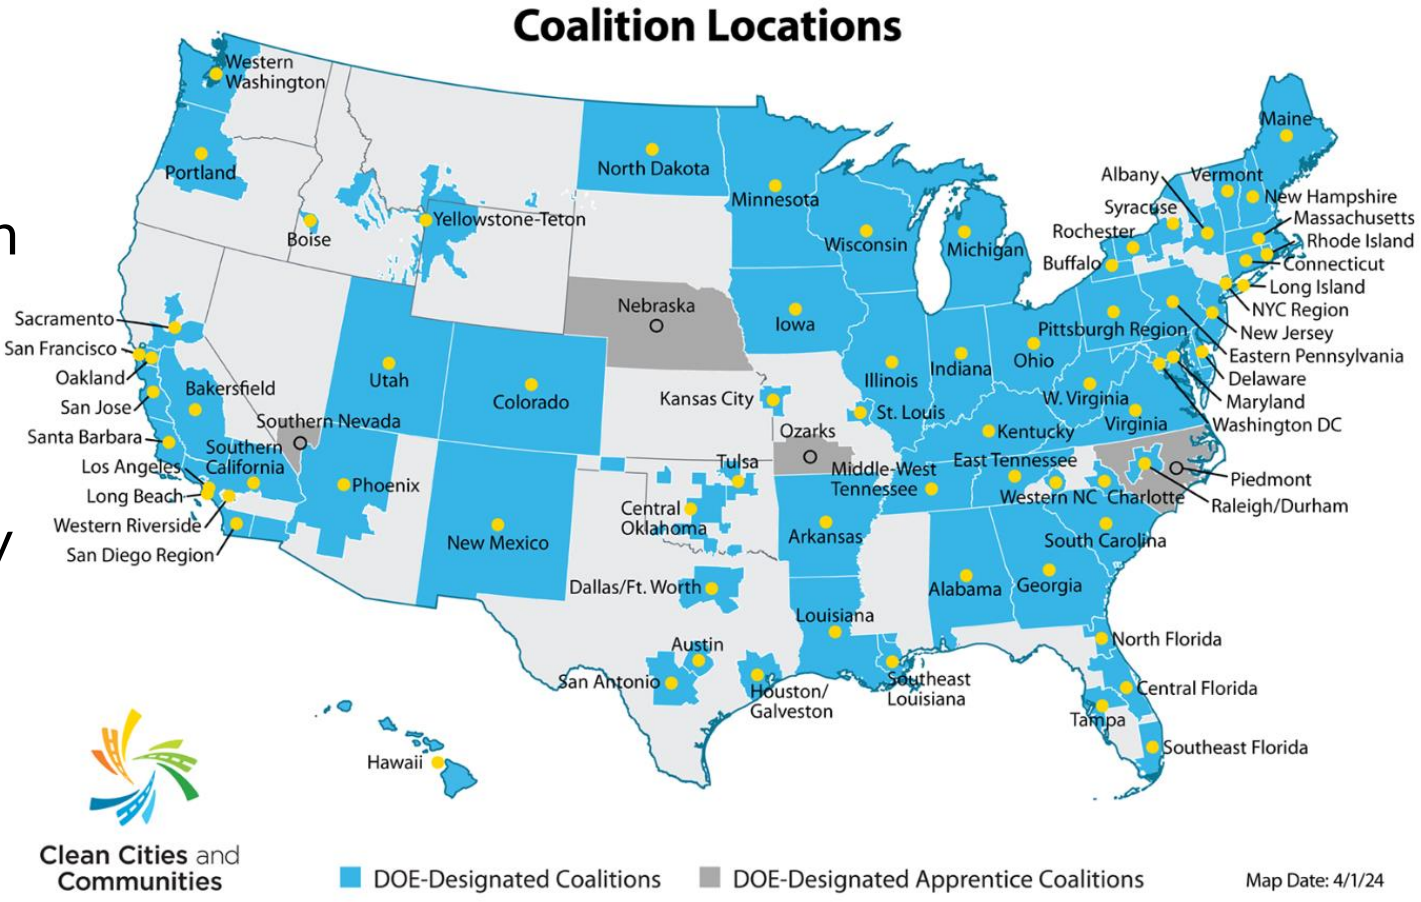 Coalition Locations
n
y
Western
Washington
Portland
Boise
Yellowstone-Teton
North Dakota
Minnesota
Wisconsin
Michigan
Maine
Albany
Vermont
New Hampshire
Syracuse
Massachusetts
Rochester
Rhode Island
Buffalo
Connecticut
Long Island
NYC Region
New Jersey
Eastern Pennsylvania
Delaware
Maryland
Washington DC
Sacramento
San Francisco
Oakland
San Jose
Bakersfield
Santa Barbara
Southern Nevada
Southern
California
Los Angeles
Long Beach
Western Riverside
San Diego Region
Utah
Colorado
Nebraska
Iowa
Illinois
Indiana
Ohio
Pittsburgh Region
W. Virginia
Virginia
Kansas City
St. Louis
Kentucky
Ozarks
Phoenix
New Mexico
Tulsa
Central
Oklahoma
Middle-West
Tennessee
East Tennessee
Western NC
Charlotte
Piedmont
Raleigh/Durham
Arkansas
South Carolina
Dallas/Ft. Worth
Alabama
Georgia
Louisiana
Austin
San Antonio
Houston/
Galveston
Southeast
Louisiana
North Florida
Central Florida
Tampa
Southeast Florida
Hawaii
Clean Cities and
Communities
DOE-Designated Coalitions
DOE-Designated Apprentice Coalitions
Map Date: 4/1/24